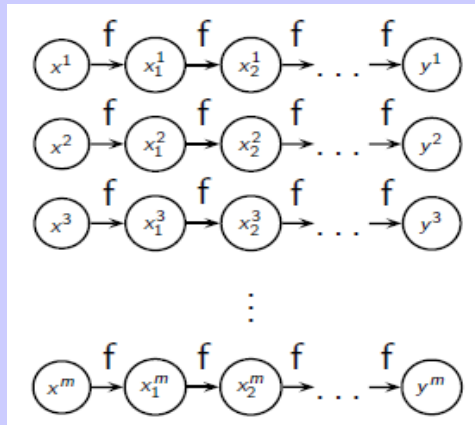 f f f f
x¹ x₁¹ x₂¹ . . . y¹
f f f f
x² x₁² x₂² . . . y²
f f f f
x³ x₁³ x₂³ . . . y³
⋮
f f f f
xᵐ x₁ᵐ x₂ᵐ . . . yᵐ